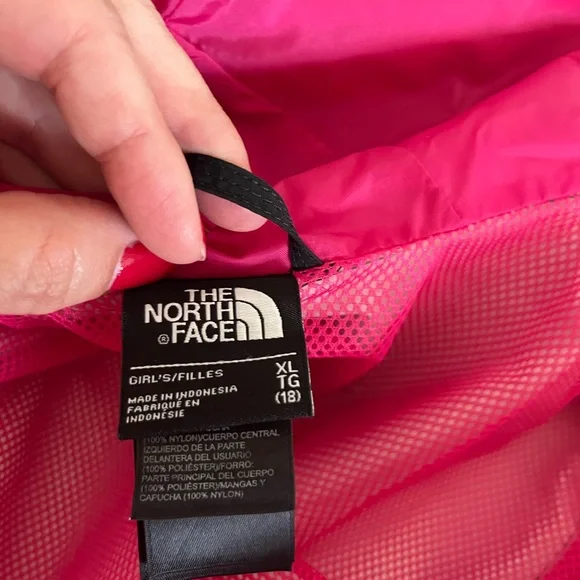 THE
NORTH
® FACE
GIRL'S/FILLES
XL
TG
(18)
MADE IN INDONESIA
FABRIQUÉ EN
INDONÉSIE
(100% NYLON)/CUERPO CENTRAL
IZQUIERDO DE LA PARTE
DELANTERA DEL USUARIO
(100% POLIÉSTER)/FORRO:
PARTE PRINCIPAL DEL CUERPO
(100% POLIÉSTER)/MANGAS Y
CAPUCHA (100% NYLON)